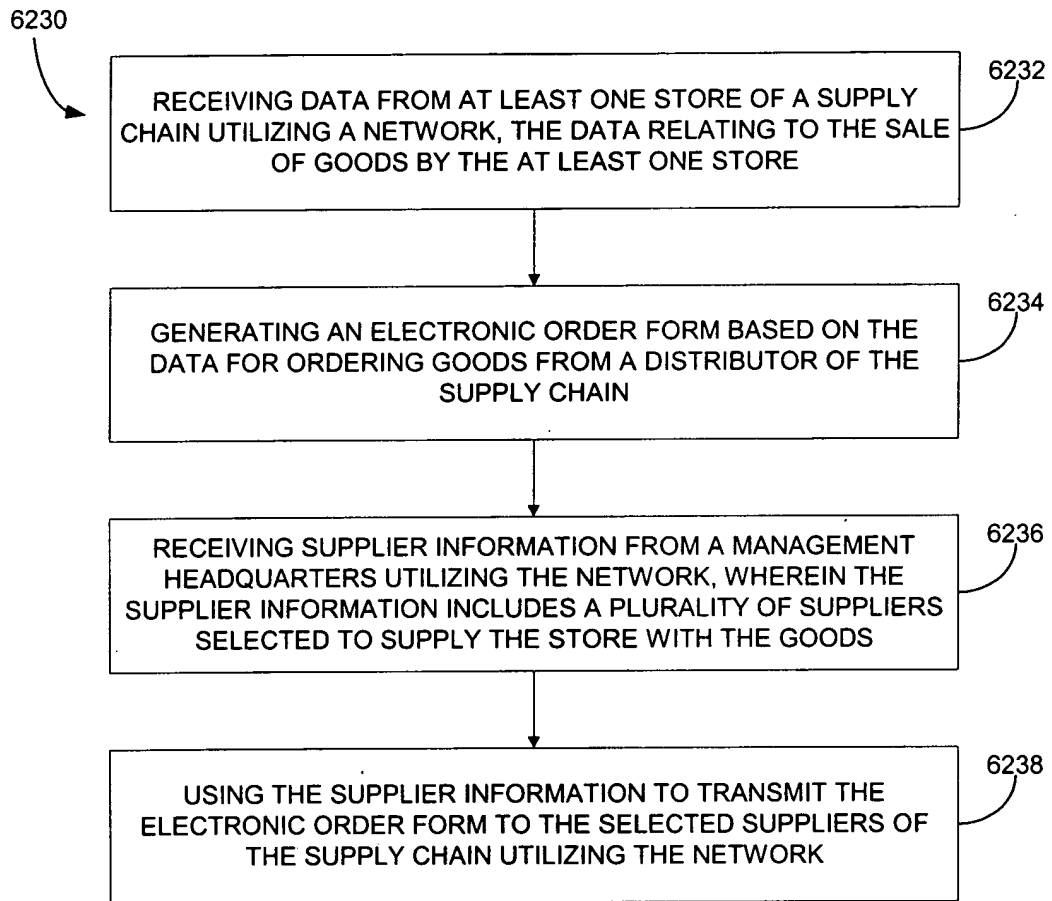 6230
6232
RECEIVING DATA FROM AT LEAST ONE STORE OF A SUPPLY
CHAIN UTILIZING A NETWORK, THE DATA RELATING TO THE SALE
OF GOODS BY THE AT LEAST ONE STORE
6234
GENERATING AN ELECTRONIC ORDER FORM BASED ON THE
DATA FOR ORDERING GOODS FROM A DISTRIBUTOR OF THE
SUPPLY CHAIN
6236
RECEIVING SUPPLIER INFORMATION FROM A MANAGEMENT
HEADQUARTERS UTILIZING THE NETWORK, WHEREIN THE
SUPPLIER INFORMATION INCLUDES A PLURALITY OF SUPPLIERS
SELECTED TO SUPPLY THE STORE WITH THE GOODS
6238
USING THE SUPPLIER INFORMATION TO TRANSMIT THE
ELECTRONIC ORDER FORM TO THE SELECTED SUPPLIERS OF
THE SUPPLY CHAIN UTILIZING THE NETWORK